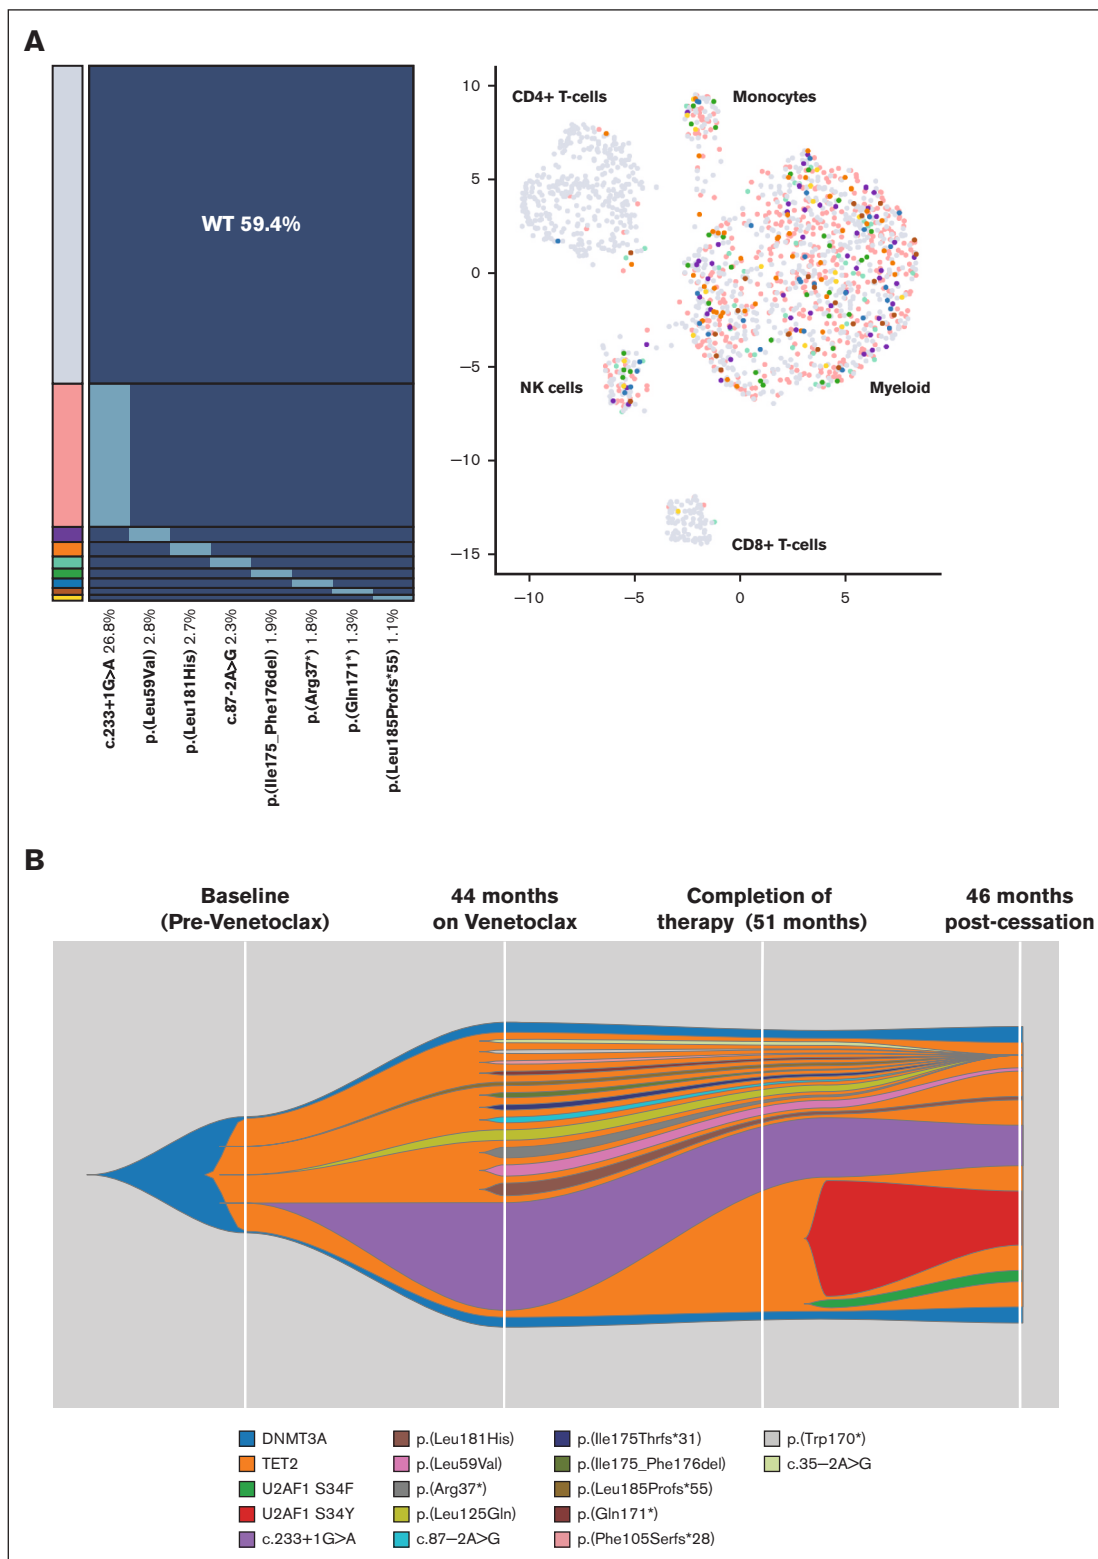 A
WT 59.4%
c.233+1G>A 26.8%
p.(Leu59Val) 2.8%
p.(Leu181His) 2.7%
c.87-2A>G 2.3%
p.(Ile175_Phe176del) 1.9%
p.(Arg37*) 1.8%
p.(Gln171*) 1.3%
p.(Leu185Profs*55) 1.1%
10
5
0
−5
−10
−15
−10
−5
0
5
CD4+ T-cells
Monocytes
NK cells
Myeloid
CD8+ T-cells
B
Baseline
(Pre-Venetoclax)
44 months
on Venetoclax
Completion of
therapy (51 months)
46 months
post-cessation
DNMT3A
TET2
U2AF1 S34F
U2AF1 S34Y
c.233+1G>A
p.(Leu181His)
p.(Leu59Val)
p.(Arg37*)
p.(Leu125Gln)
c.87−2A>G
p.(Ile175Thrfs*31)
p.(Ile175_Phe176del)
p.(Leu185Profs*55)
p.(Gln171*)
p.(Phe105Serfs*28)
p.(Trp170*)
c.35−2A>G